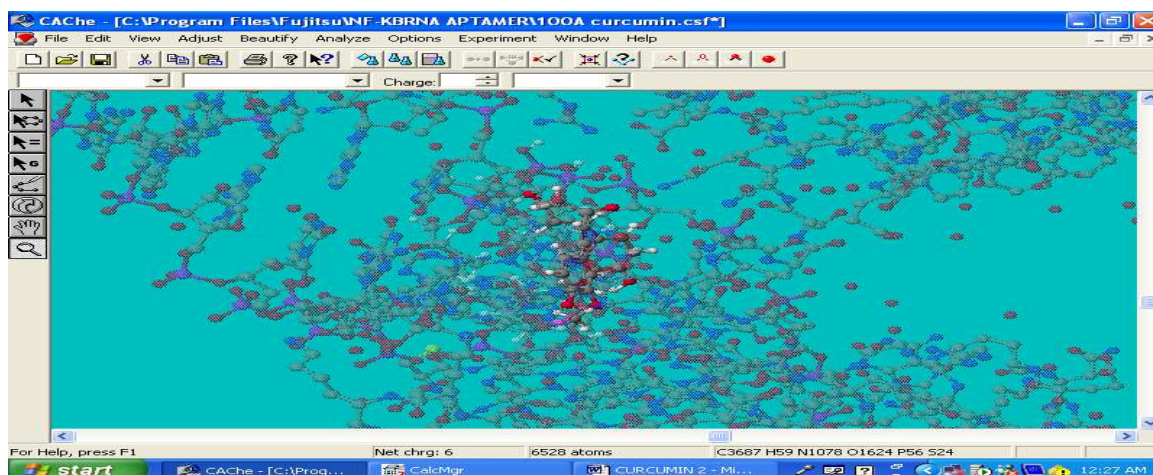 CAChe - [C:\Program Files\Fujitsu\NF-KBRNA APTAMER\1OOA curcumin.csf*]
File Edit View Adjust Beautify Analyze Options Experiment Window Help
Charge:
For Help, press F1 Net chrg: 6 6528 atoms C3687 H59 N1078 O1624 P56 S24
start CAChe - [C:\Prog... CalcMgr CURCUMIN 2 - Mi... 12:27 AM